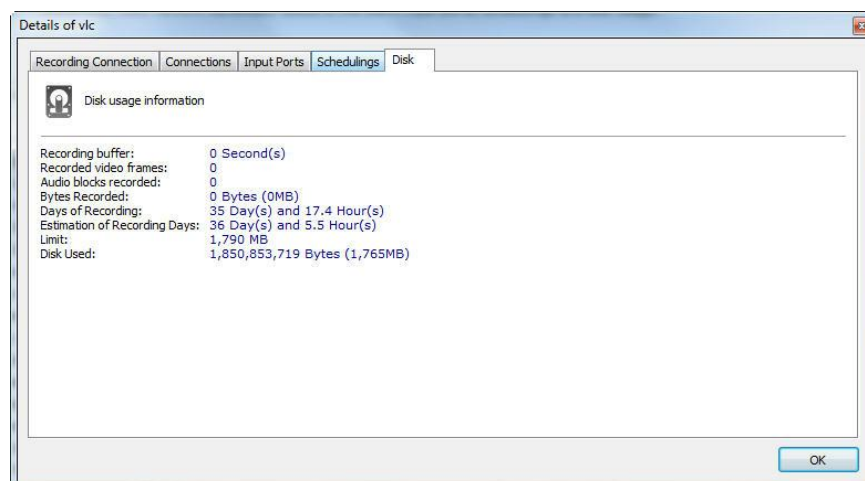 Details of vlc
Recording Connection Connections Input Ports Schedulings Disk
Disk usage information
Recording buffer: 0 Second(s)
Recorded video frames: 0
Audio blocks recorded: 0
Bytes Recorded: 0 Bytes (0MB)
Days of Recording: 35 Day(s) and 17.4 Hour(s)
Estimation of Recording Days: 36 Day(s) and 5.5 Hour(s)
Limit: 1,790 MB
Disk Used: 1,850,853,719 Bytes (1,765MB)
OK